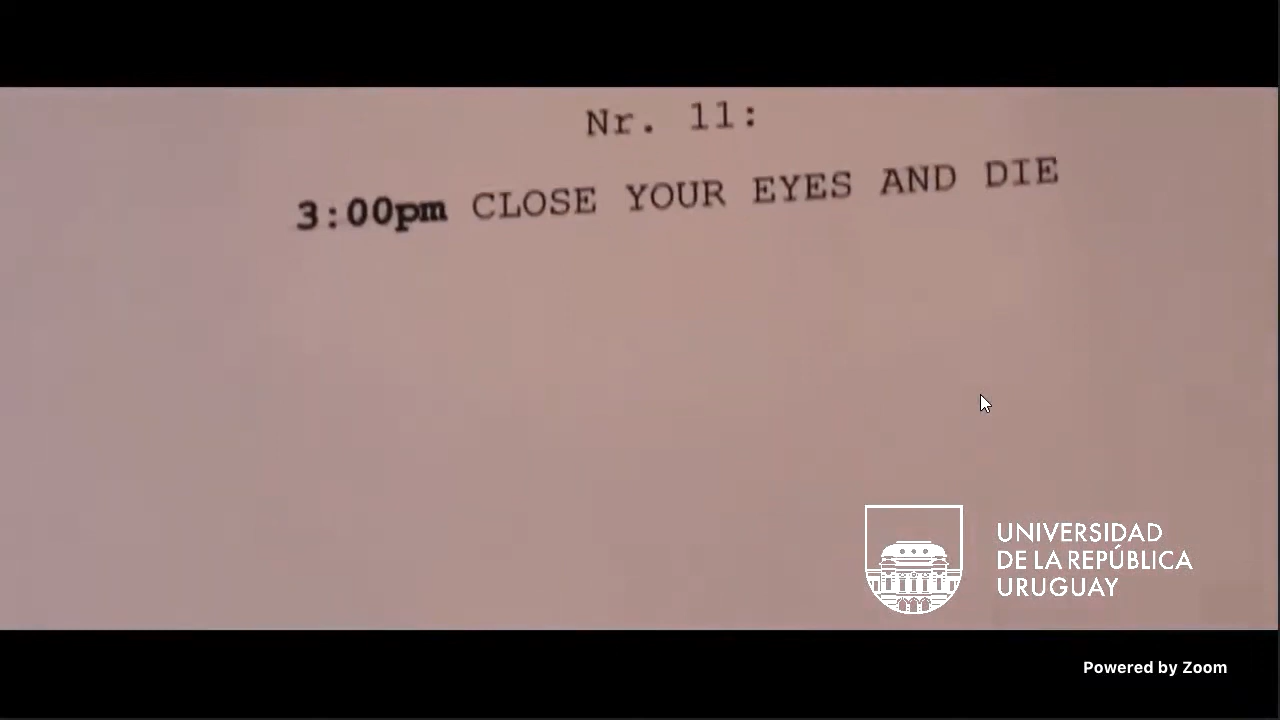 Nr. 11:
3:00pm CLOSE YOUR EYES AND DIE
UNIVERSIDAD
DE LA REPÚBLICA
URUGUAY
Powered by Zoom